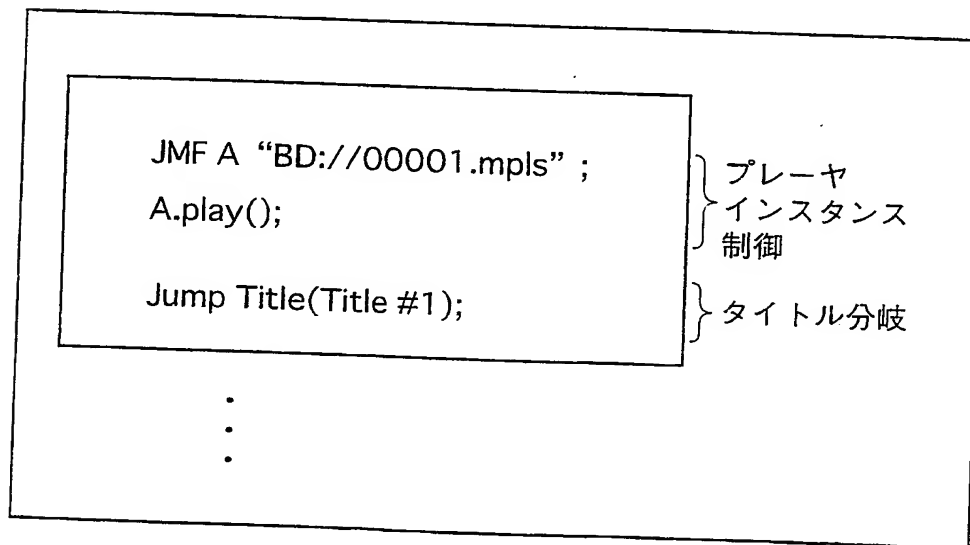 JMF A “BD://00001.mpls” ;
A.play();
プレーヤ
インスタンス
制御
Jump Title(Title #1);
タイトル分岐